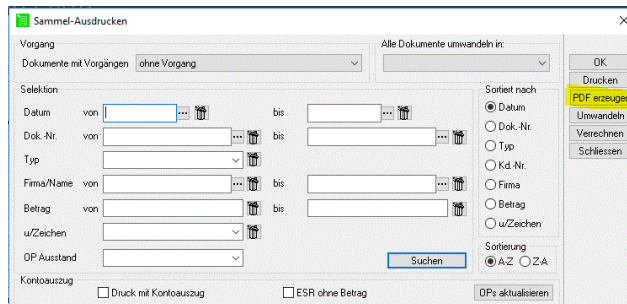 Sammel-Ausdrucken
Vorgang
Alle Dokumente umwandeln in:
Dokumente mit Vorgängen ohne Vorgang
OK
Drucken
PDF erzeugen
Umwandeln
Verrechnen
Schliessen
Selektion
Datum von ... bis ...
Dok.-Nr. von ... bis ...
Typ
Firma/Name von ... bis ...
Betrag von bis
u/Zeichen
OP Ausstand
Suchen
Sortiert nach
Datum
Dok.-Nr.
Typ
Kd.-Nr.
Firma
Betrag
u/Zeichen
Sortierung
A-Z Z-A
Kontoauszug
Druck mit Kontoauszug ESR ohne Betrag OPs aktualisieren